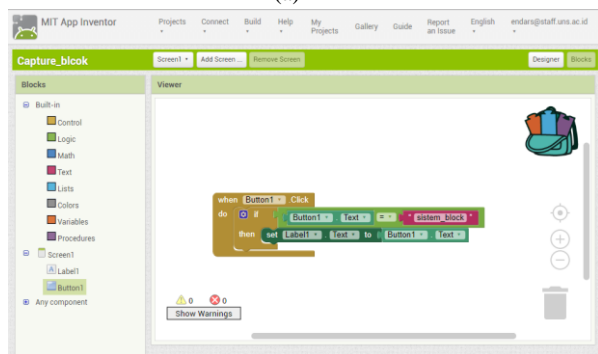 MIT App Inventor Projects Connect Build Help My Projects Gallery Guide Report an Issue English endars@staff.uns.ac.id
Capture_blcok Screen1 Add Screen ... Remove Screen Designer Blocks
Blocks Viewer
Built-in
Control
Logic
Math
Text
Lists
Colors
Variables
Procedures
Screen1
Label1
Button1
Any component
when Button1 . Click
do if Button1 . Text = " sistem_block "
then set Label1 . Text to Button1 . Text
0 0
Show Warnings